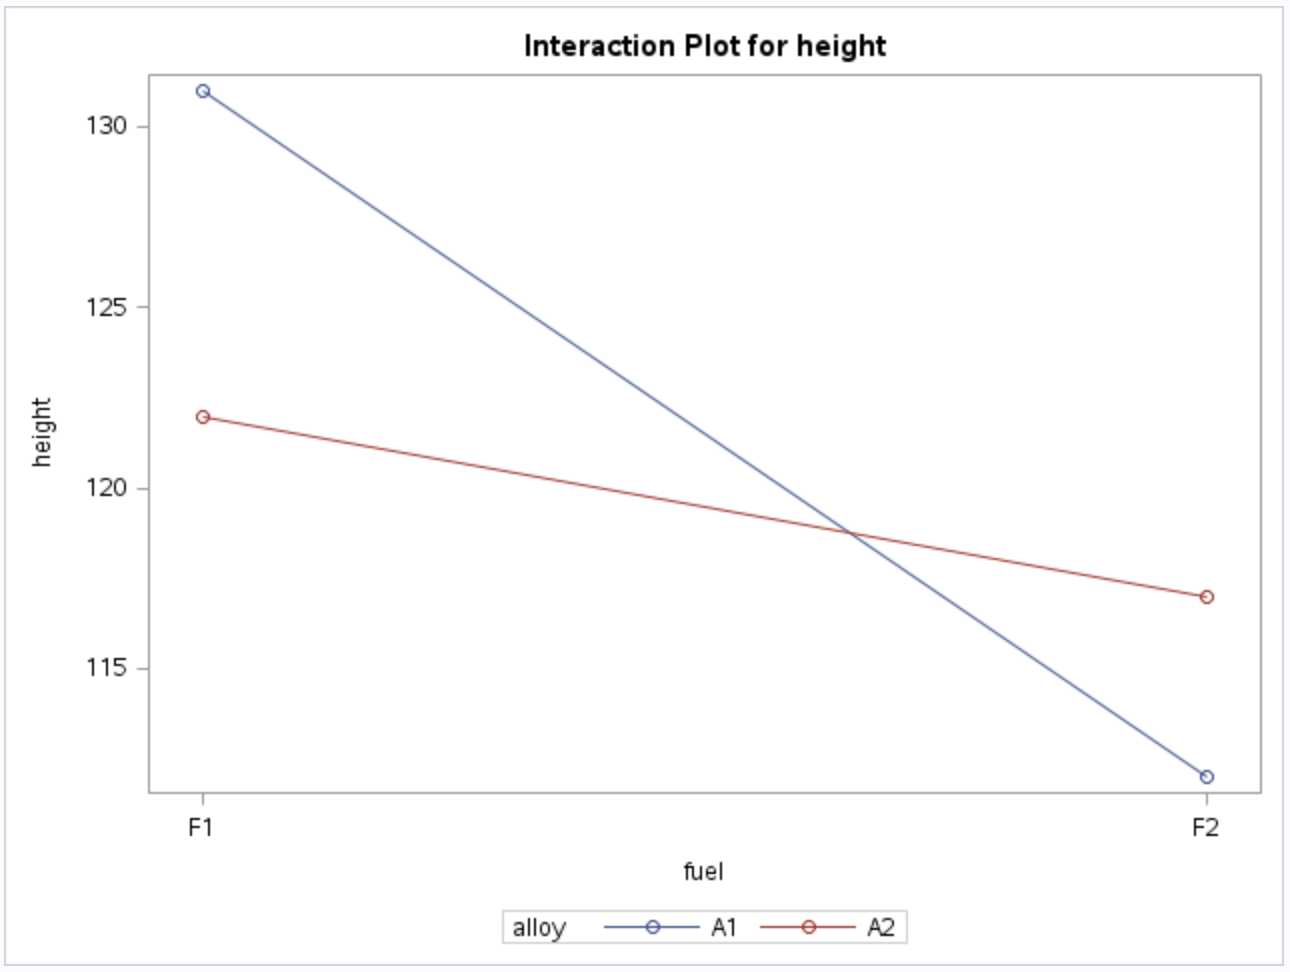 Interaction Plot for height
130
125
120
115
height
F1 F2
fuel
alloy A1 A2